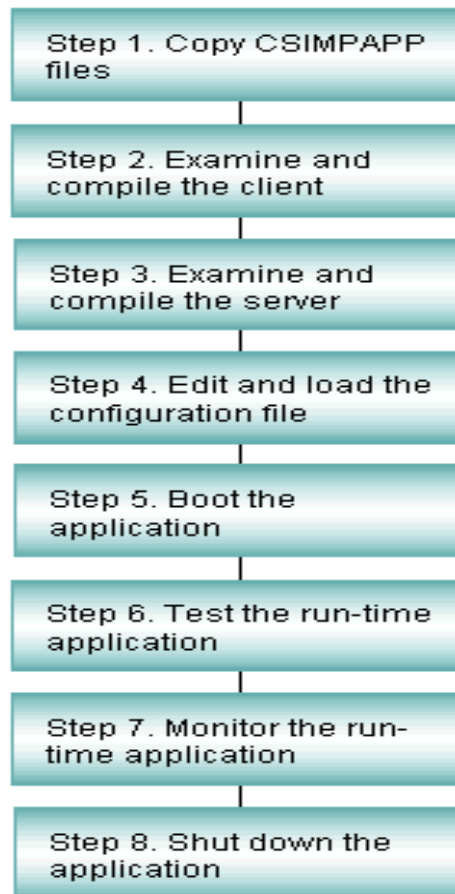 Step 1. Copy CSIMPAPP
files
Step 2. Examine and
compile the client
Step 3. Examine and
compile the server
Step 4. Edit and load the
configuration file
Step 5. Boot the
application
Step 6. Test the run-time
application
Step 7. Monitor the run-
time application
Step 8. Shut down the
application